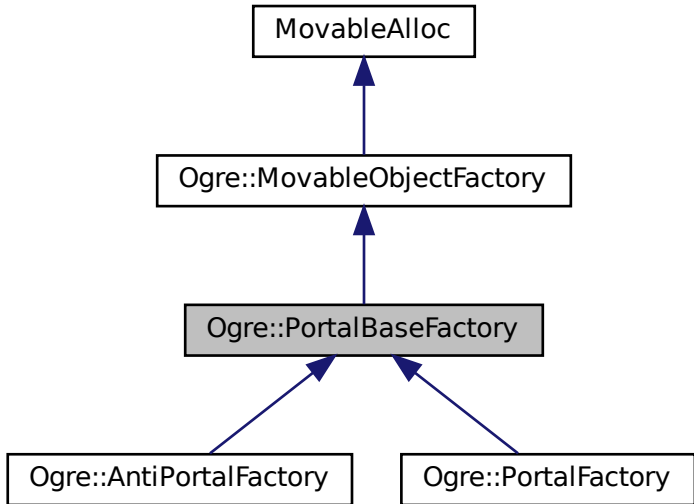 MovableAlloc
Ogre::MovableObjectFactory
Ogre::PortalBaseFactory
Ogre::AntiPortalFactory
Ogre::PortalFactory